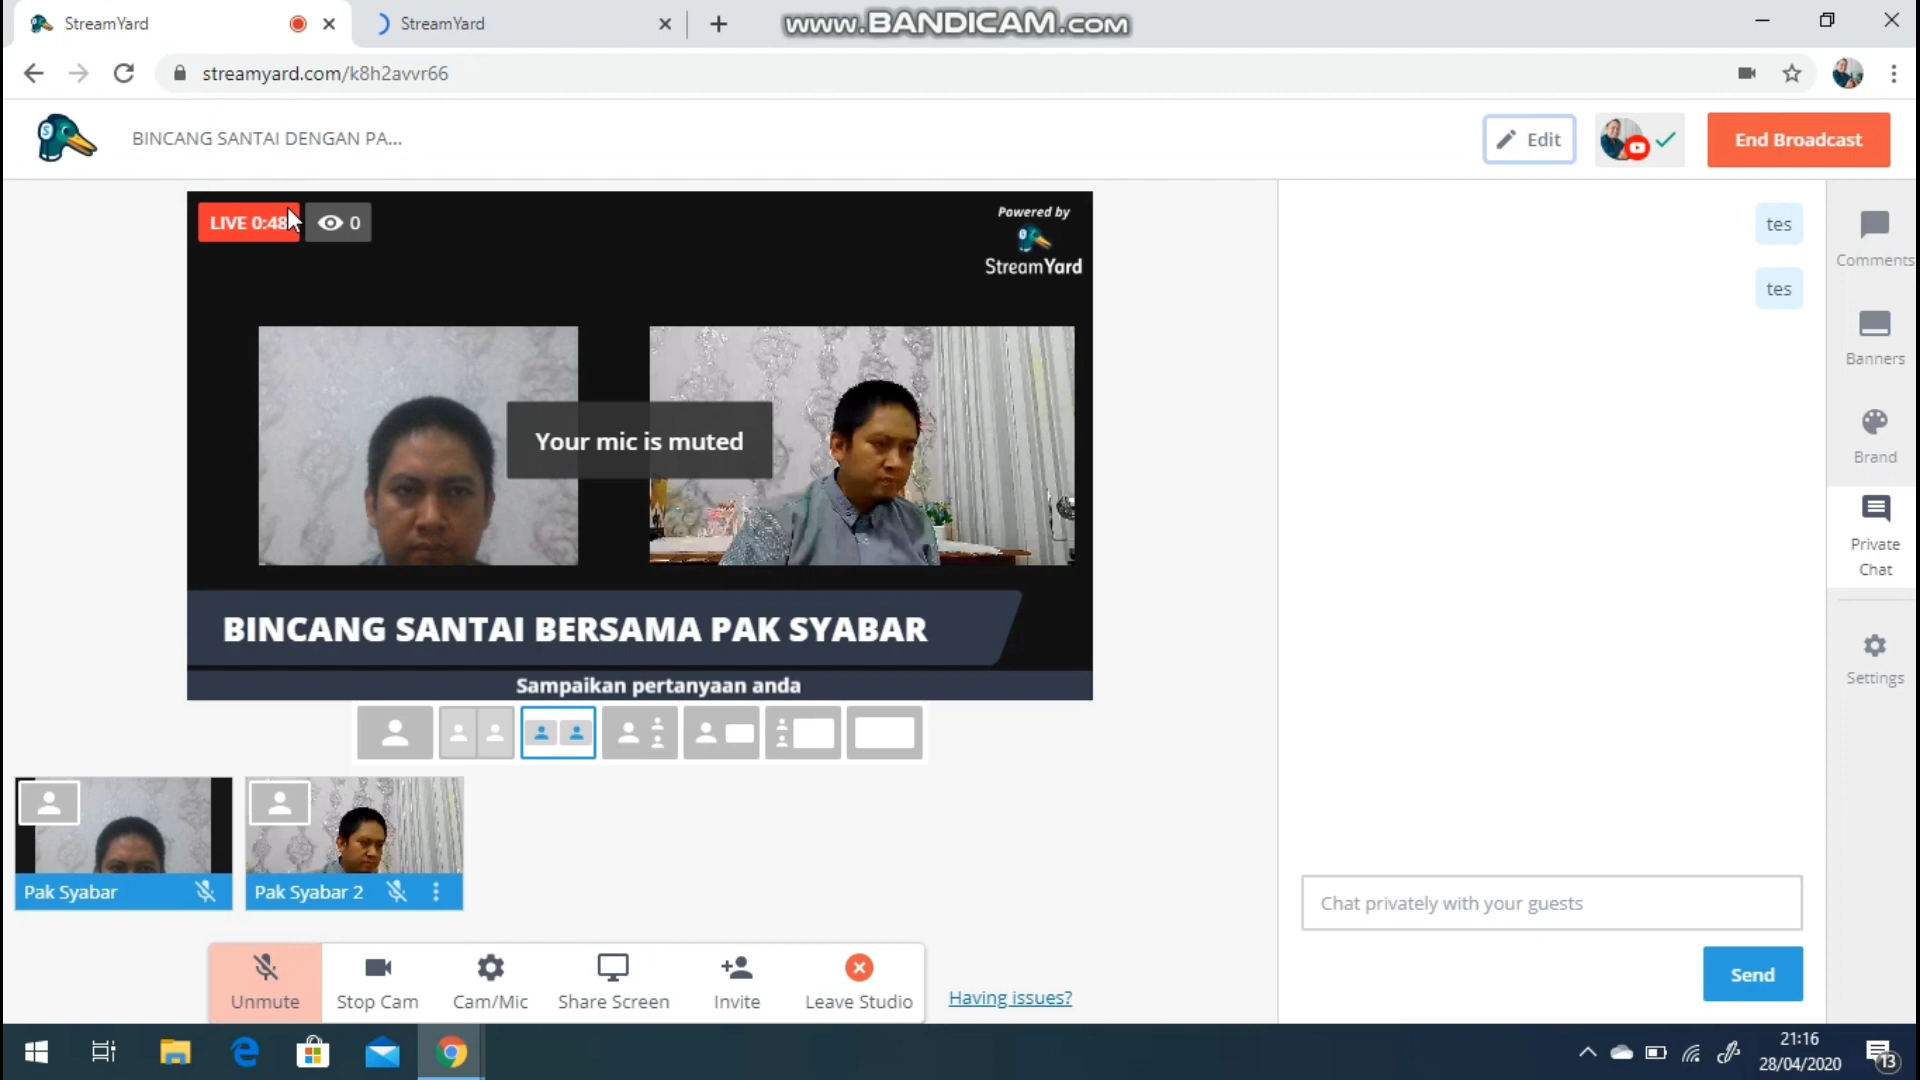 StreamYard
StreamYard
www.BANDICAM.com
streamyard.com/k8h2avvr66
BINCANG SANTAI DENGAN PA...
Edit
End Broadcast
LIVE 0:48
0
Powered by
StreamYard
Your mic is muted
BINCANG SANTAI BERSAMA PAK SYABAR
Sampaikan pertanyaan anda
Pak Syabar
Pak Syabar 2
Unmute
Stop Cam
Cam/Mic
Share Screen
Invite
Leave Studio
Having issues?
tes
tes
Chat privately with your guests
Send
Comments
Banners
Brand
Private
Chat
Settings
21:16
28/04/2020
13